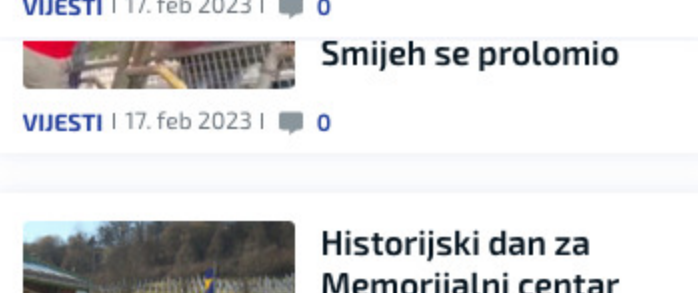 VIJESTI | 17. feb 2023 | 0
Smijeh se prolomio
VIJESTI | 17. feb 2023 | 0
Historijski dan za
Memorijalni centar